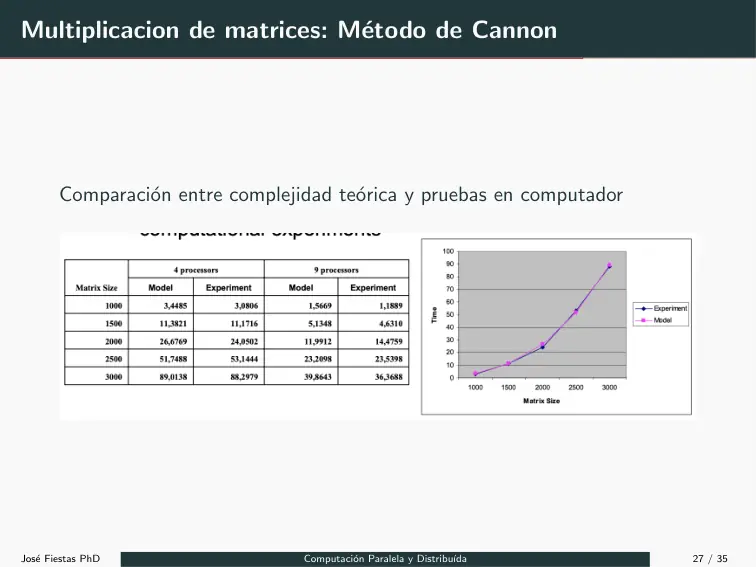 Multiplicacion de matrices: Método de Cannon
Comparación entre complejidad teórica y pruebas en computador
computational experiments
4 processors 9 processors
Matrix Size Model Experiment Model Experiment
1000 3,4485 3,0806 1,5669 1,1889
1500 11,3821 11,1716 5,1348 4,6310
2000 26,6769 24,0502 11,9912 14,4759
2500 51,7488 53,1444 23,2098 23,5398
3000 89,0138 88,2979 39,8643 36,3688
100
90
80
70
60
50
40
30
20
10
0
Time
1000 1500 2000 2500 3000
Matrix Size
Experiment
Model
José Fiestas PhD Computación Paralela y Distribuída 27 / 35